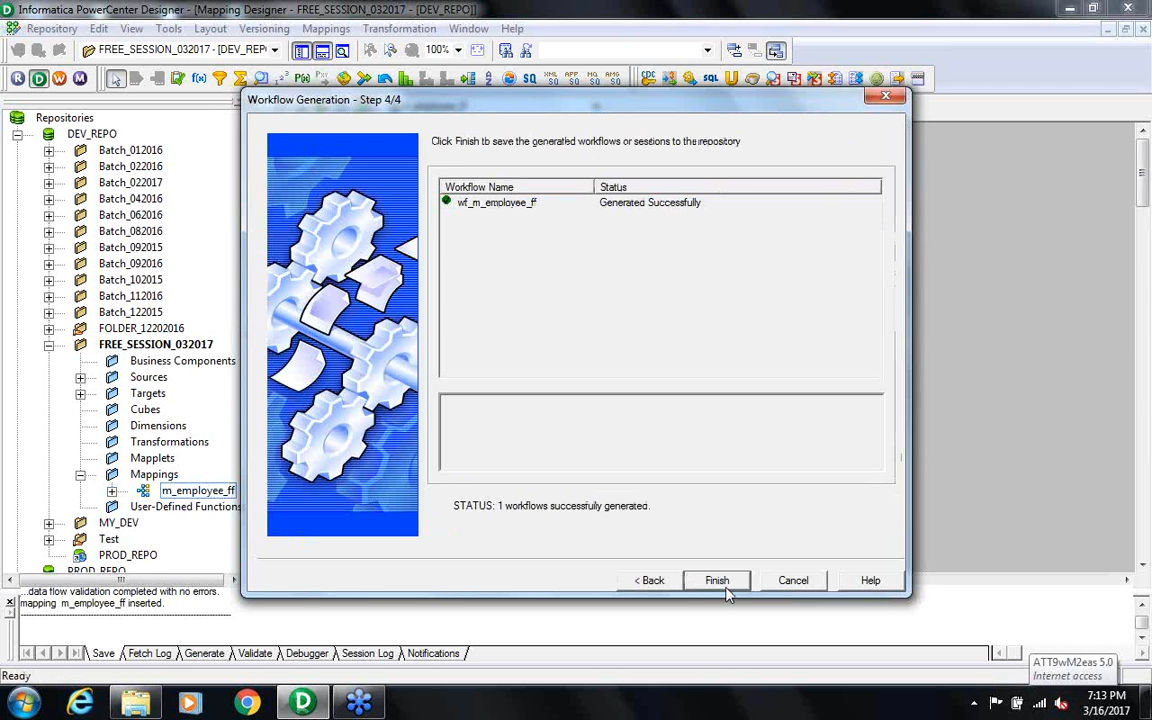 Informatica PowerCenter Designer - [Mapping Designer - FREE_SESSION_032017 - [DEV_REPO]]
Repository Edit View Tools Layout Versioning Mappings Transformation Window Help
FREE_SESSION_032017 - [DEV_REP
100%
Repositories
DEV_REPO
Batch_012016
Batch_022016
Batch_022017
Batch_042016
Batch_062016
Batch_082016
Batch_092015
Batch_092016
Batch_102015
Batch_112016
Batch_122015
FOLDER_12202016
FREE_SESSION_032017
Business Components
Sources
Targets
Cubes
Dimensions
Transformations
Mapplets
Mappings
m_employee_ff
User-Defined Functions
MY_DEV
Test
PROD_REPO
PROD_REPO
Workflow Generation - Step 4/4
Click Finish to save the generated workflows or sessions to the repository
Workflow Name Status
wf_m_employee_ff Generated Successfully
STATUS: 1 workflows successfully generated.
< Back Finish Cancel Help
...data flow validation completed with no errors.
mapping m_employee_ff inserted.
Save Fetch Log Generate Validate Debugger Session Log Notifications
Ready
ATT9wM2eas 5.0
Internet access
7:13 PM
3/16/2017